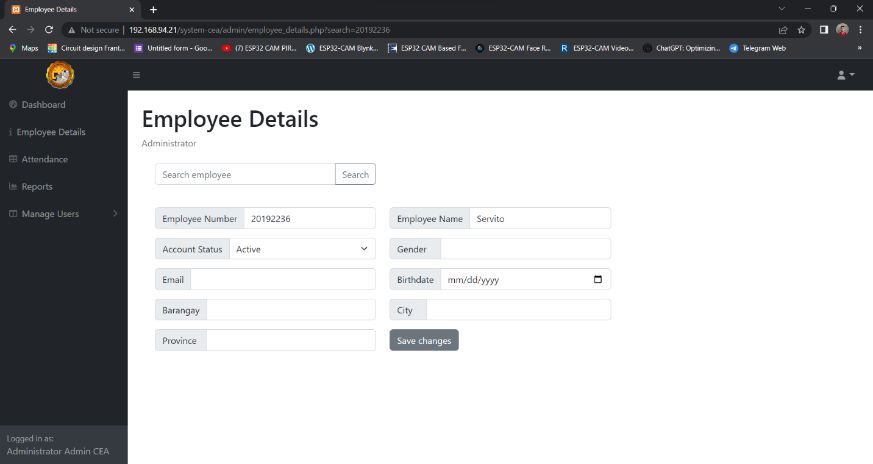 Employee Details
Not secure | 192.168.94.21/system-cea/admin/employee_details.php?search=20192236
Maps
Circuit design Frant...
Untitled form - Goo...
(7) ESP32 CAM PIR...
ESP32-CAM Blynk...
ESP32 CAM Based F...
ESP32-CAM Face R...
ESP32-CAM Video...
ChatGPT: Optimizin...
Telegram Web
»
Dashboard
Employee Details
Attendance
Reports
Manage Users
Employee Details
Administrator
Search employee Search
Employee Number 20192236 Employee Name Servito
Account Status Active Gender
Email Birthdate mm/dd/yyyy
Barangay City
Province Save changes
Logged in as:
Administrator Admin CEA